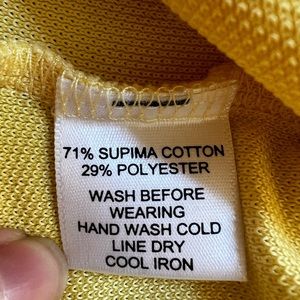 71% SUPIMA COTTON
29% POLYESTER
WASH BEFORE
WEARING
HAND WASH COLD
LINE DRY
COOL IRON